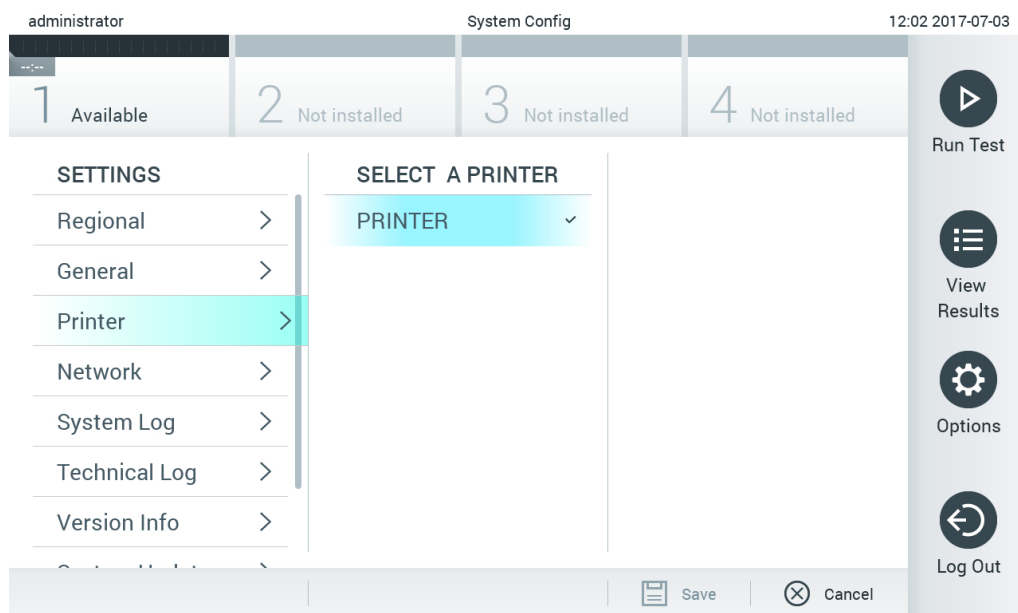 administrator System Config 12:02 2017-07-03
--:--
1 Available 2 Not installed 3 Not installed 4 Not installed
Run Test
SETTINGS
Regional
General
Printer
Network
System Log
Technical Log
Version Info
SELECT A PRINTER
PRINTER
View
Results
Options
Log Out
Save Cancel